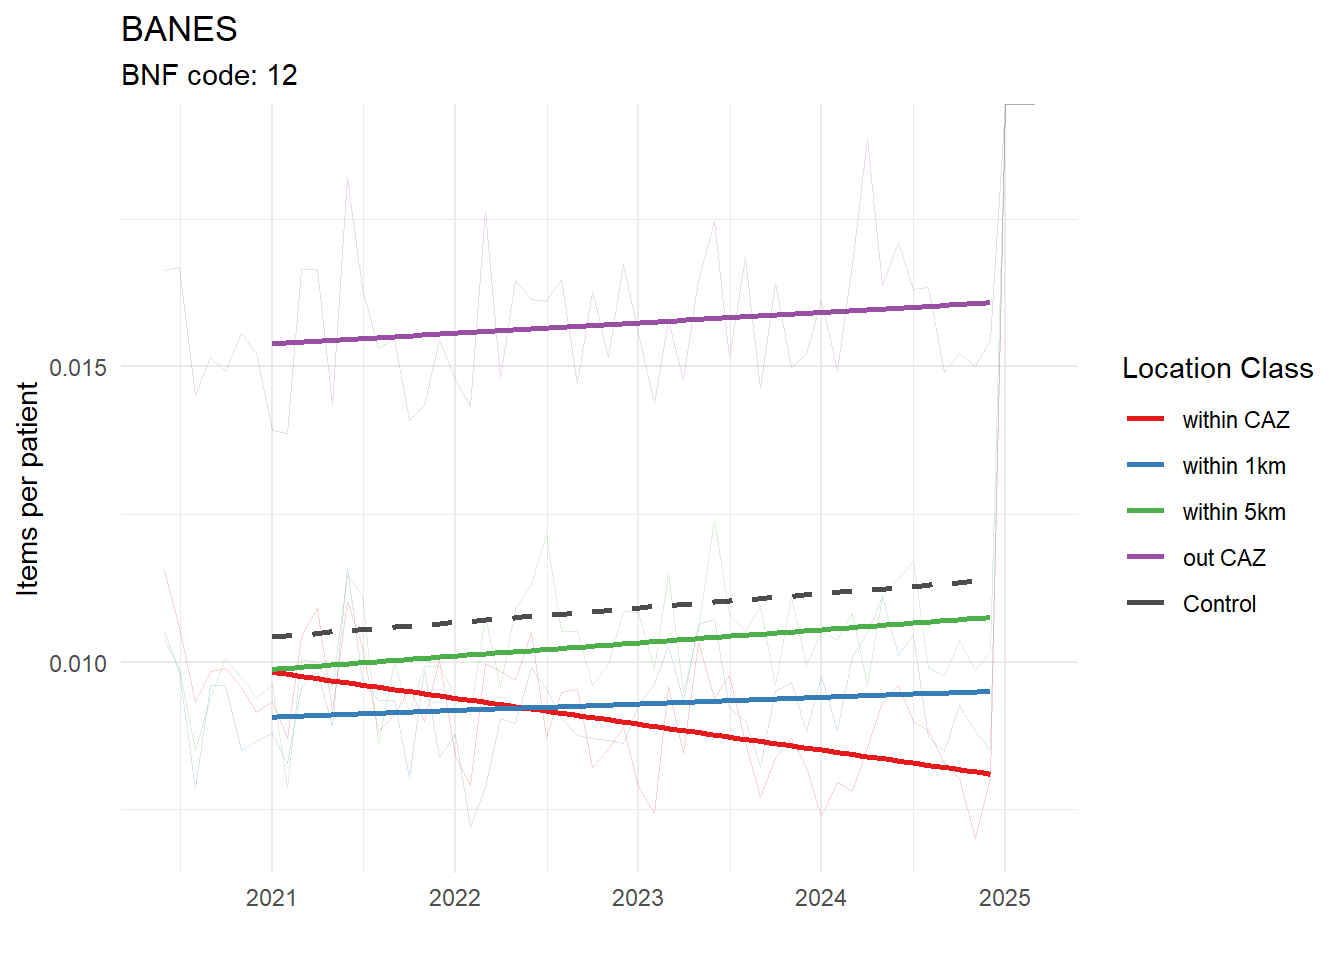 BANES
BNF code: 12
Items per patient
0.015
0.010
2021
2022
2023
2024
2025
Location Class
within CAZ
within 1km
within 5km
out CAZ
Control